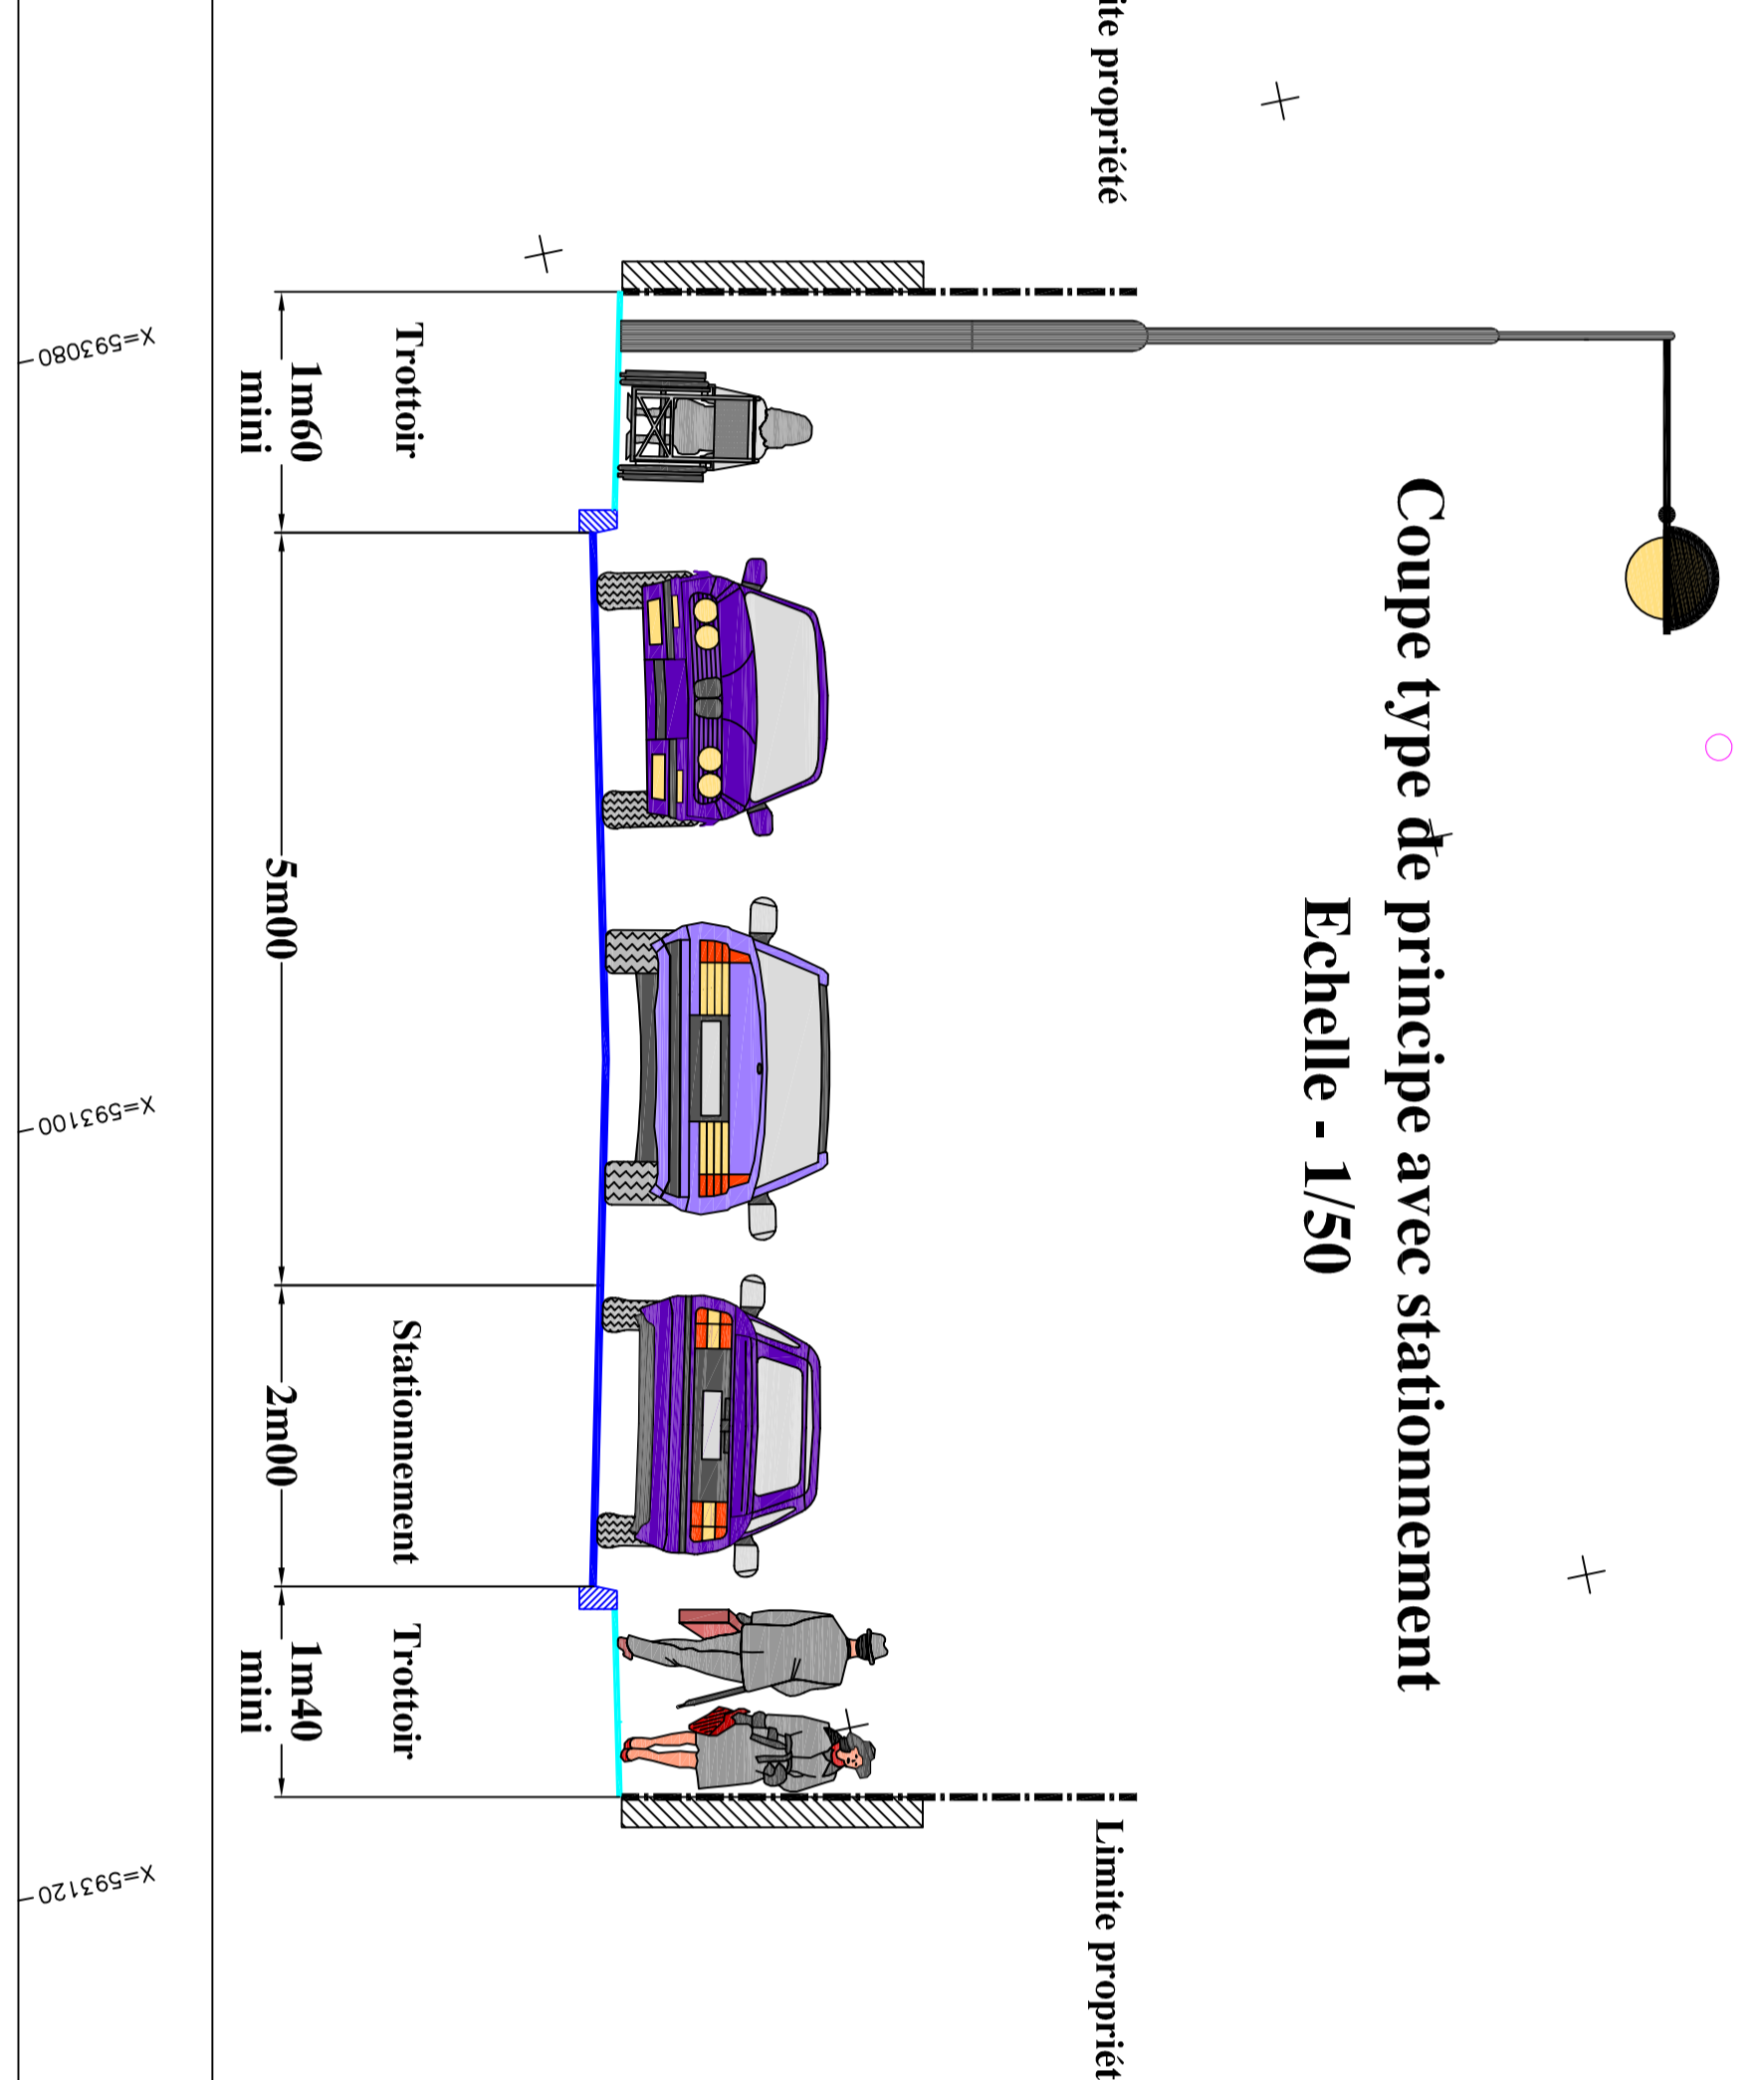 Coupe type de principe avec stationnement
Echelle - 1/50
ite propriété
Limite propriét
Trottoir
Stationnement
Trottoir
1m60
mini
5m00
2m00
1m40
mini
X=593080
X=593100
X=593120